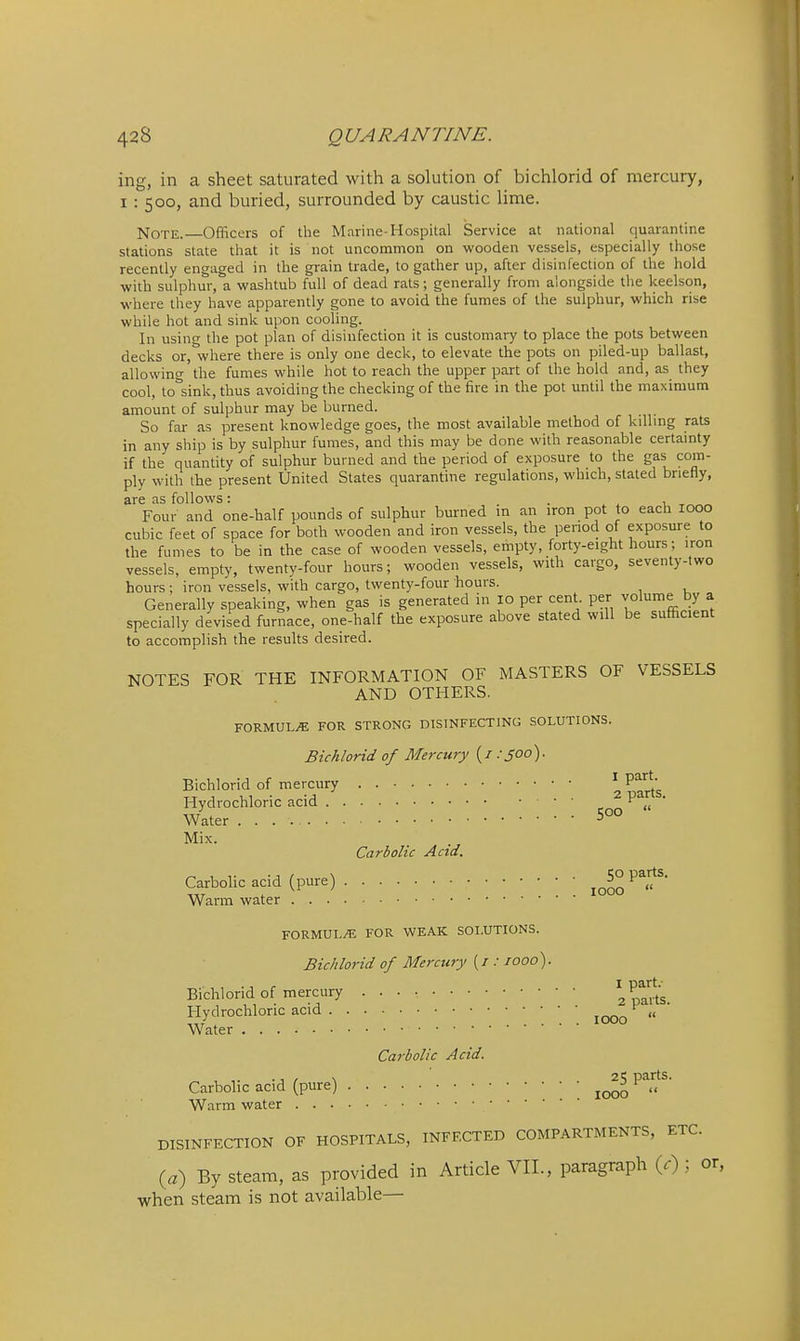 428 QUARANTINE.
ing, in a sheet saturated with a solution of bichlorid of mercury,
1 : 500, and buried, surrounded by caustic lime.
NOTE.—Officers of the Marine-Hospital Service at national quarantine
stations state that it is not uncommon on wooden vessels, especially those
recently engaged in the grain trade, to gather up, after disinfection of the hold
with sulphur, a washtub full of dead rats; generally from alongside the keelson,
where they have apparently gone to avoid the fumes of the sulphur, which rise
while hot and sink upon cooling.
In using the pot plan of disinfection it is customary to place the pots between
decks or, where there is only one deck, to elevate the pots on piled-up ballast,
allowing the fumes while hot to reach the upper part of the hold and, as they
cool, to sink, thus avoiding the checking of the fire in the pot until the maximum
amount of sulphur may be burned.
So far as present knowledge goes, the most available method of killing rats
in any ship is by sulphur fumes, and this may be done with reasonable certainty
if the quantity of sulphur burned and the period of exposure to the gas com-
ply with the present United States quarantine regulations, which, stated briefly,
are as follows:
Four and one-half pounds of sulphur burned in an iron pot to each 1000
cubic feet of space for both wooden and iron vessels, the period of exposure to
the fumes to be in the case of wooden vessels, empty, forty-eight hours; iron
vessels, empty, twenty-four hours; wooden vessels, with cargo, seventy-two
hours; iron vessels, with cargo, twenty-four hours.
Generally speaking, when gas is generated in 10 per cent. per volume by a
specially devised furnace, one-half the exposure above stated will be sufficient
to accomplish the results desired.
NOTES FOR THE INFORMATION OF MASTERS OF VESSELS
AND OTHERS.
FORMULÆ FOR STRONG DISINFECTING SOLUTIONS.
Bichlorid of Mercury (1 : 500).
Bichlorid of mercury . . . . . . . . . . . . . 1 part.
Hydrochloric acid . . . . . . . . . . . . . 2 parts.
Water . . . . . . . . . . . . . . . . . . . 500 "
Mix.
Carbolic Acid.
Carbolic acid (pure) . . . . . . . . . . . . . 50 parts.
Warm water . . . . . . . . . . . . . . . . 1000 "
FORMULÆ FOR WEAK SOLUTIONS.
Bichlorid of Mercury (1 : 1000).
Bichlorid of mercury . . . . . . . . . . . . . 1 part.
Hydrochloric acid . . . . . . . . . . . . . . 2 parts.
Water . . . . . . . . . . . . . . . . . . . 1000 "
Carbolic Acid.
Carbolic acid (pure) . . . . . . . . . . . . . 25 parts.
Warm water . . . . . . . . . . . . . . . . 1000 "
DISINFECTION OF HOSPITALS, INFECTED COMPARTMENTS, ETC.
(a) By steam, as provided in Article VII., paragraph (c); or,
when steam is not available—